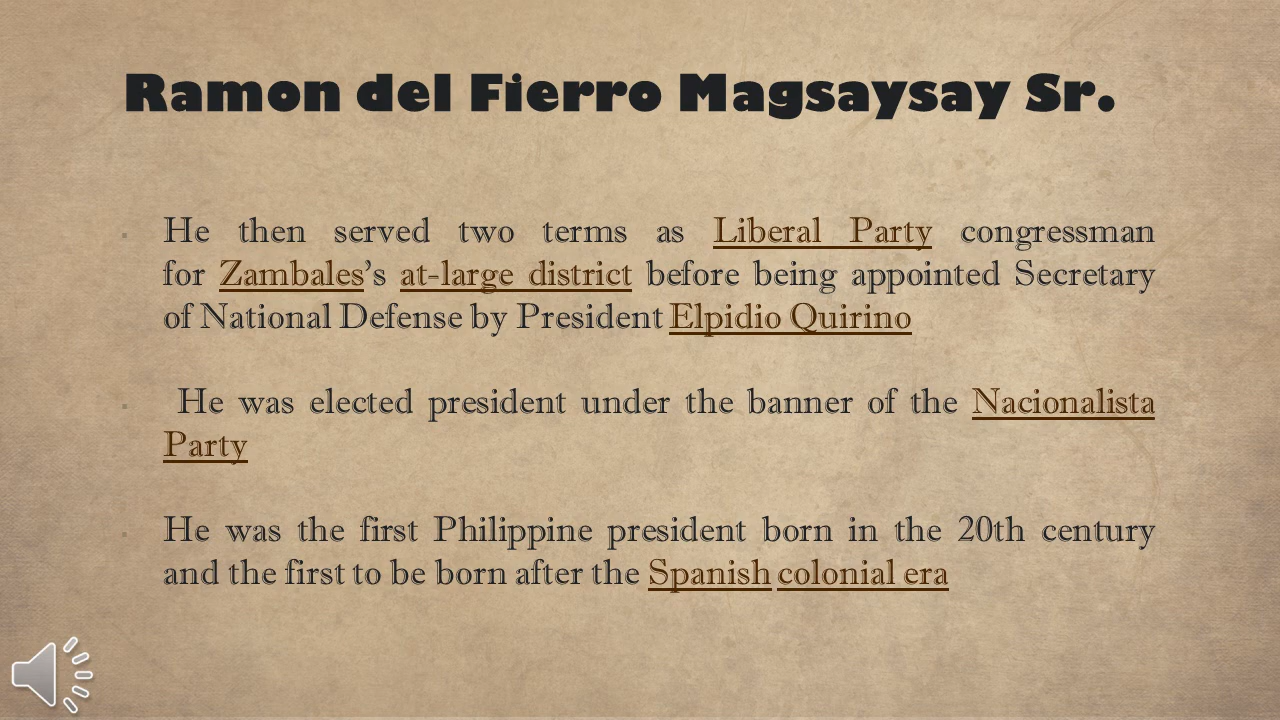 Ramon del Fierro Magsaysay Sr.
He then served two terms as Liberal Party congressman
for Zambales’s at-large district before being appointed Secretary
of National Defense by President Elpidio Quirino
He was elected president under the banner of the Nacionalista
Party
He was the first Philippine president born in the 20th century
and the first to be born after the Spanish colonial era